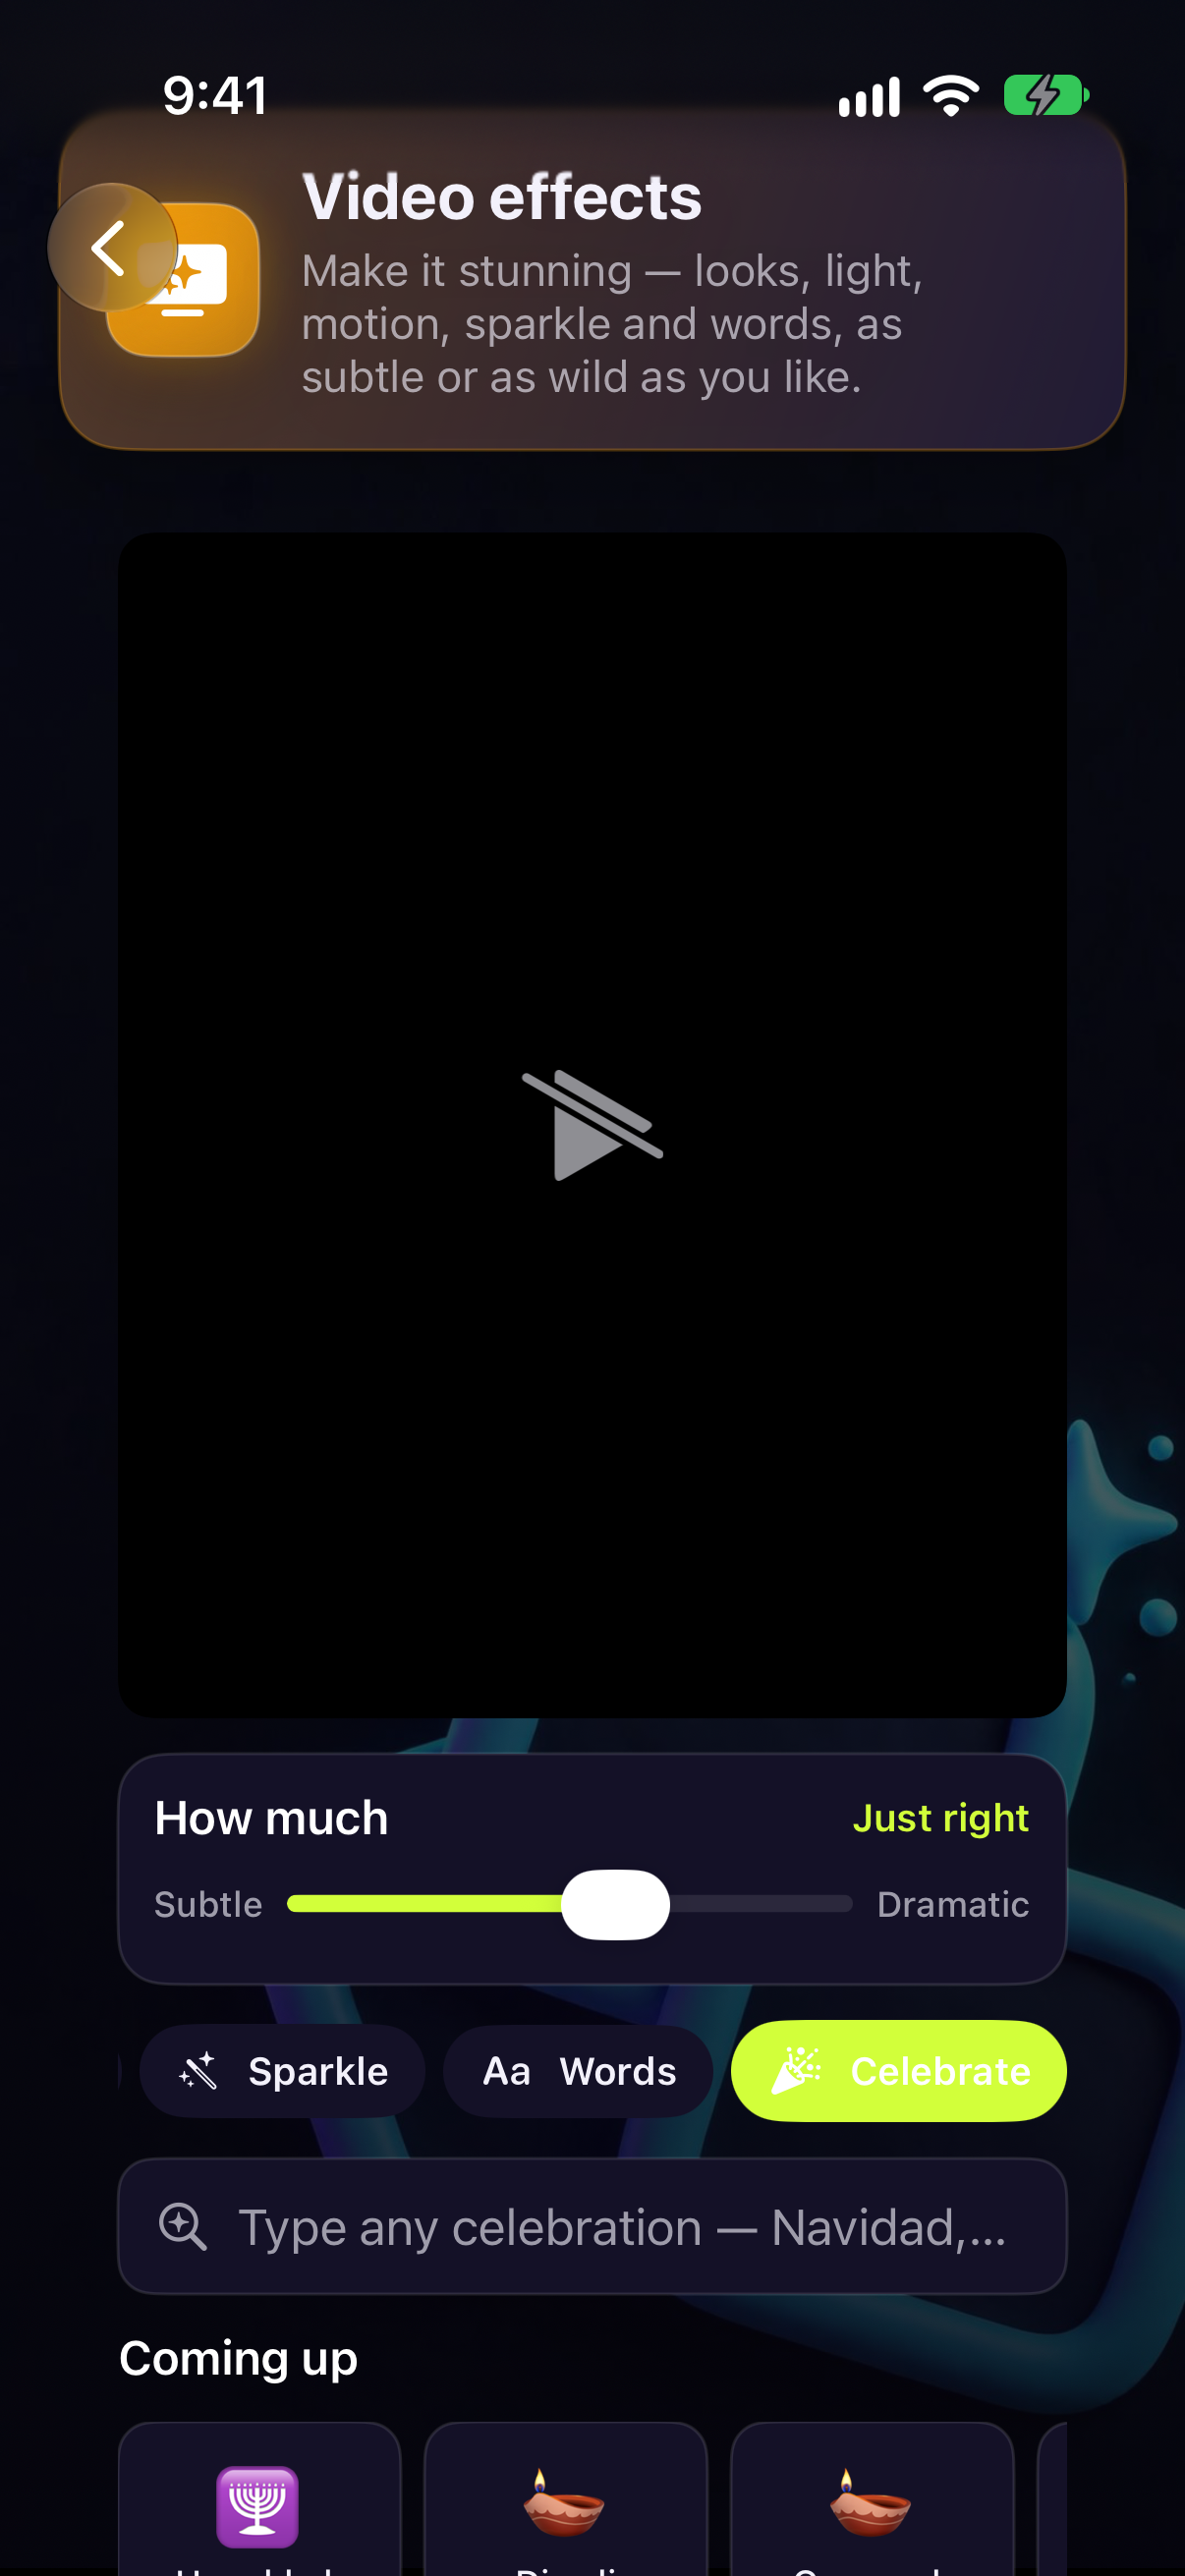 9:41
Video effects
Make it stunning — looks, light,
motion, sparkle and words, as
subtle or as wild as you like.
How much
Just right
Subtle
Dramatic
Sparkle
Aa Words
Celebrate
Type any celebration — Navidad,...
Coming up